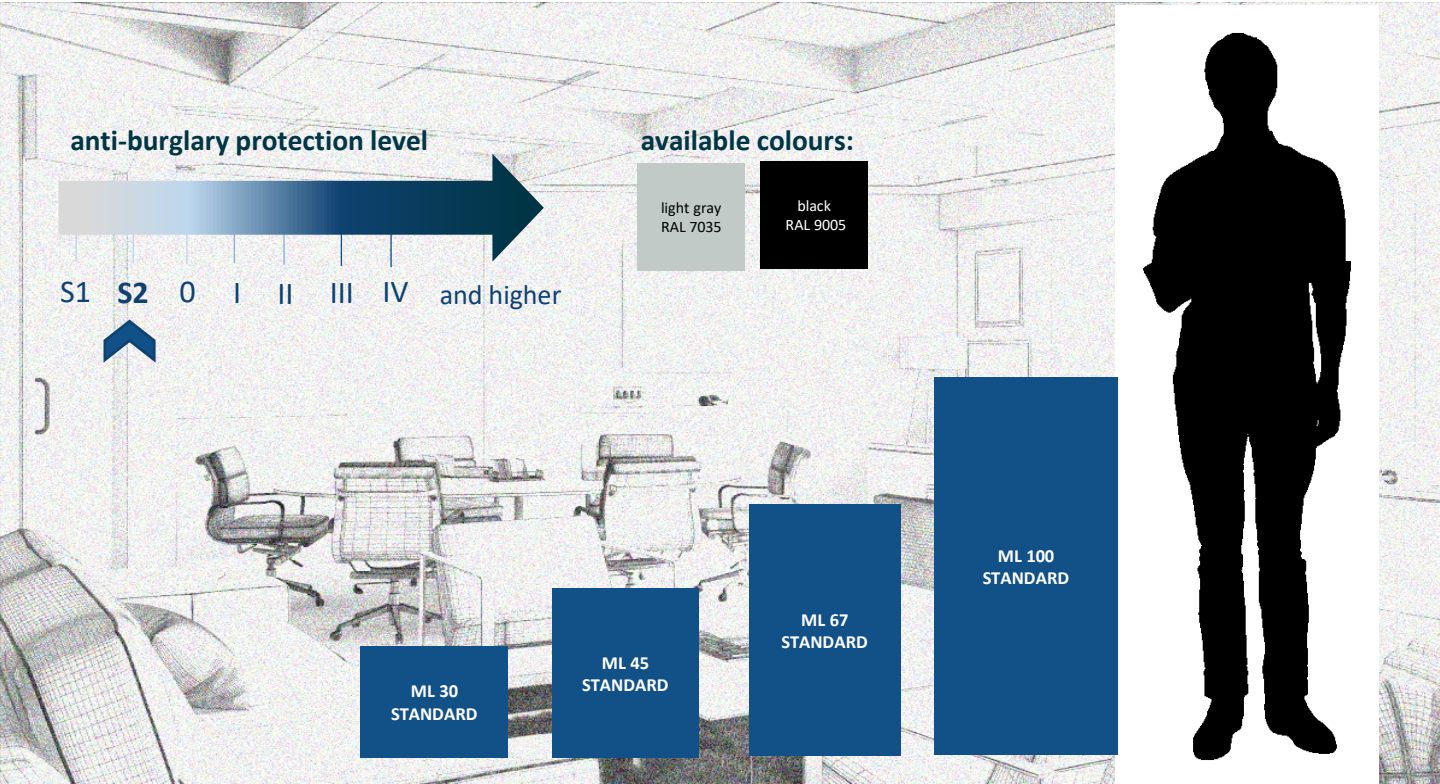 anti-burglary protection level
available colours:
light gray
RAL 7035
black
RAL 9005
S1 S2 0 I II III IV and higher
ML 100
STANDARD
ML 67
STANDARD
ML 45
STANDARD
ML 30
STANDARD